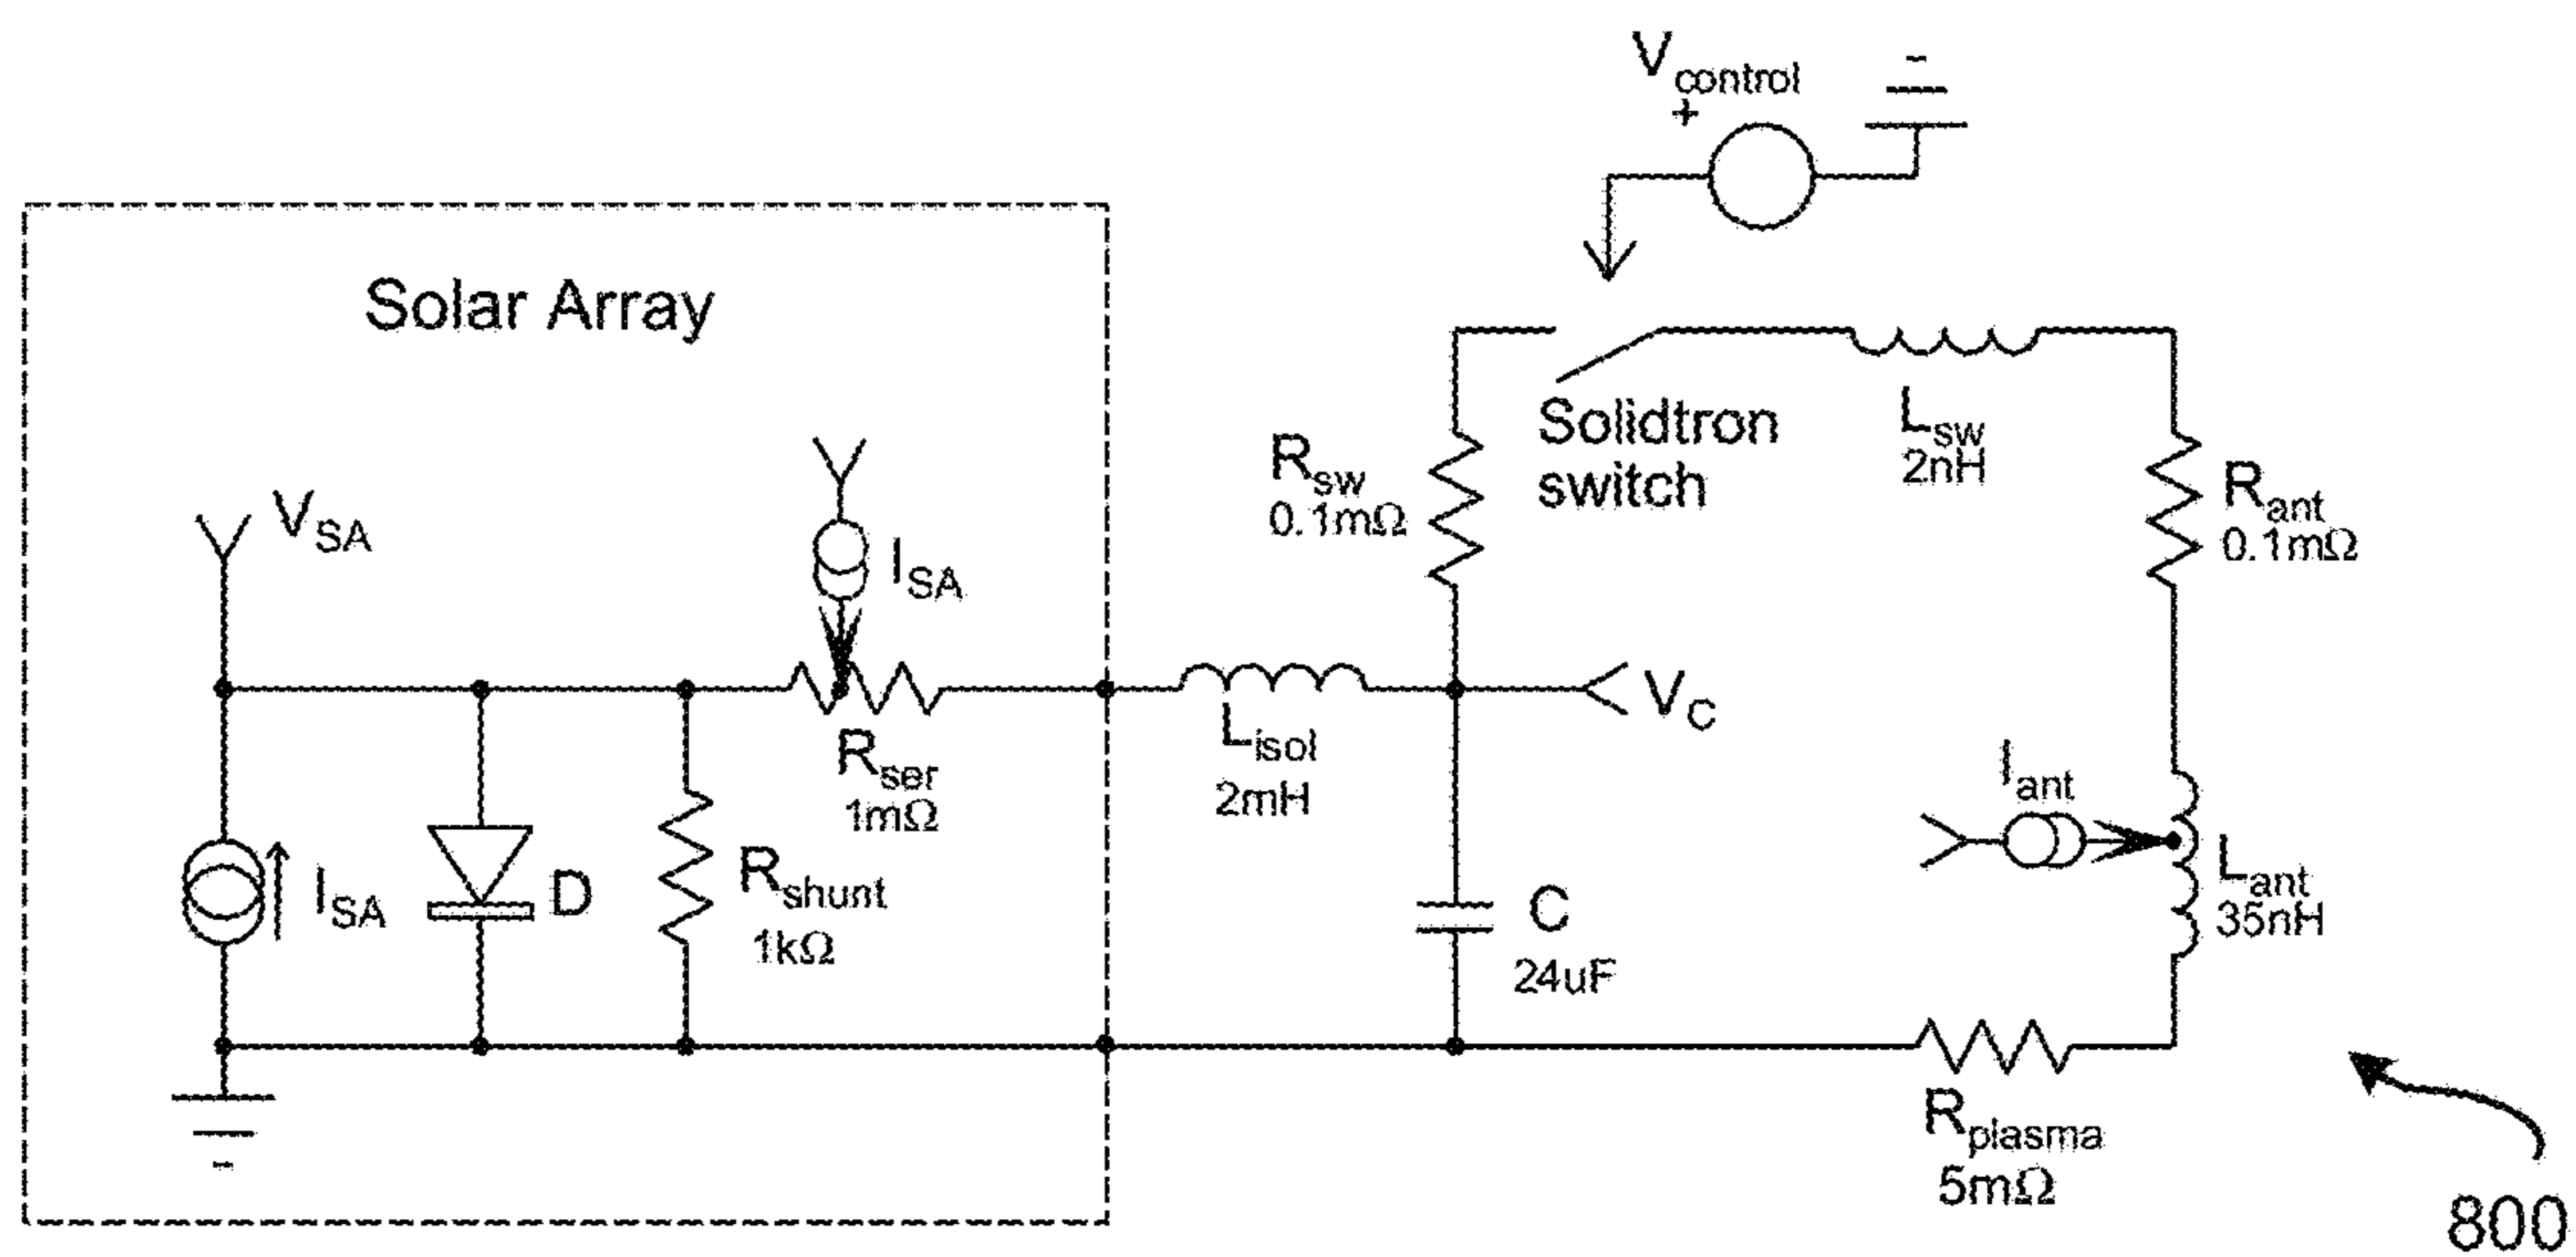 V_control
+
-
Solar Array
V_SA
I_SA
R_sw
0.1mΩ
Solidtron
switch
L_sw
2nH
R_ant
0.1mΩ
I_SA
D
R_shunt
1kΩ
R_ser
1mΩ
L_isol
2mH
V_C
C
24uF
I_ant
L_ant
35nH
R_plasma
5mΩ
800